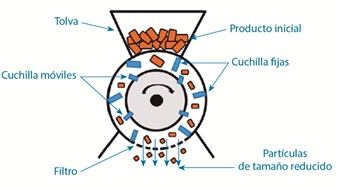 Tolva
Producto inicial
Cuchilla móviles
Cuchilla fijas
Filtro
Partículas
de tamaño reducido